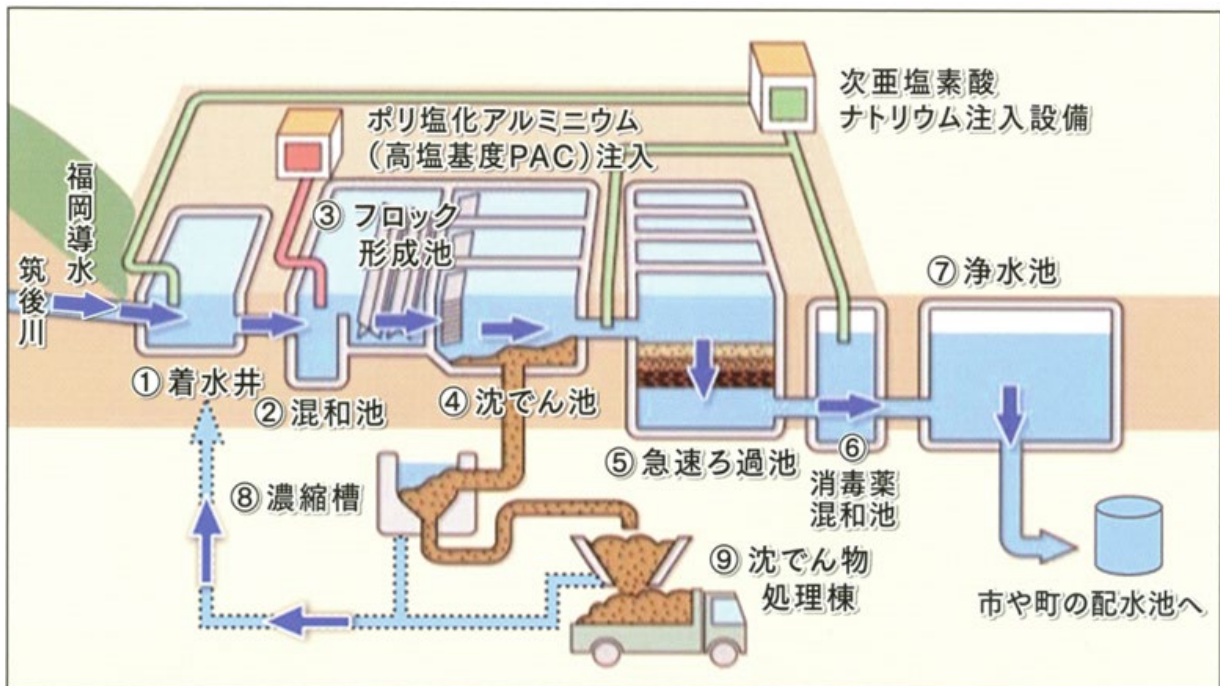 次亜塩素酸
ナトリウム注入設備
ポリ塩化アルミニウム
（高塩基度PAC）注入
福岡導水
筑後川
③ フロック
形成池
⑦ 浄水池
① 着水井
② 混和池
④ 沈でん池
⑤ 急速ろ過池
⑥
消毒薬
混和池
⑧ 濃縮槽
⑨ 沈でん物
処理棟
市や町の配水池へ